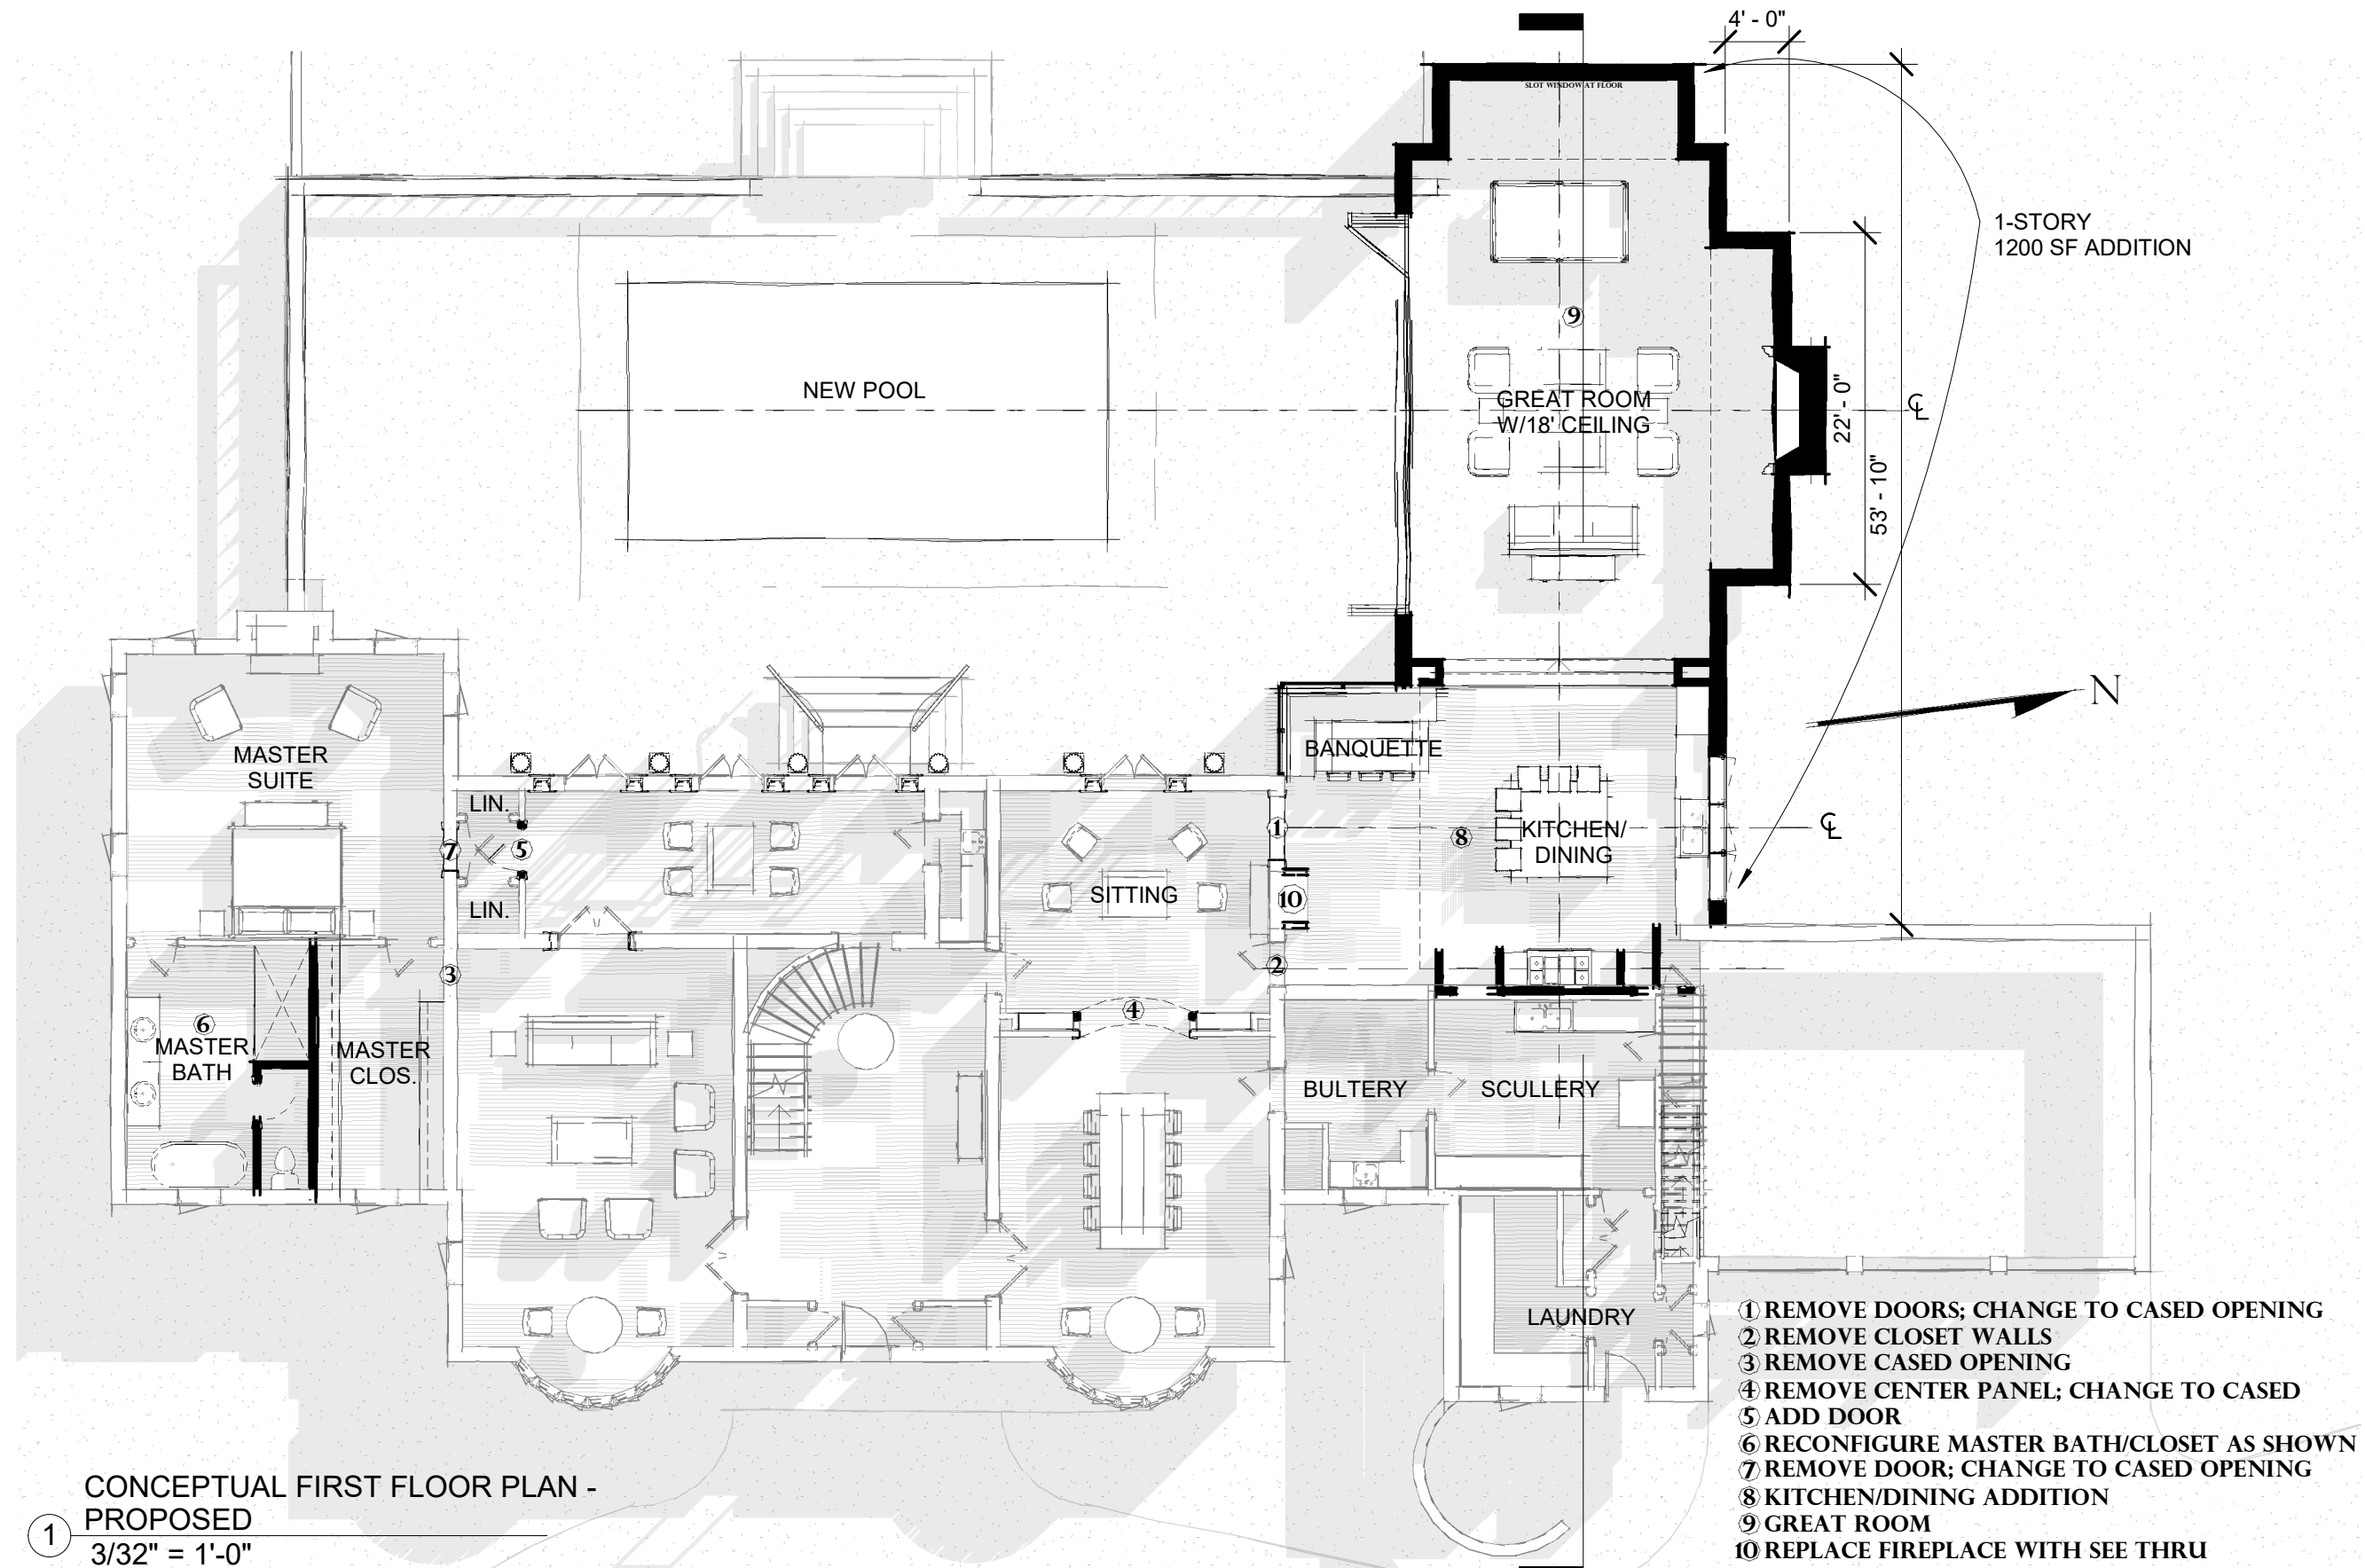 4' - 0"
SLOT WINDOW AT FLOOR
1-STORY
1200 SF ADDITION
9
NEW POOL
GREAT ROOM
W/18' CEILING
22' - 0"
CL
53' - 10"
N
MASTER
SUITE
BANQUETTE
LIN.
1
8
KITCHEN/
DINING
CL
7
5
SITTING
10
LIN.
3
2
4
6
MASTER
BATH
MASTER
CLOS.
BULTERY
SCULLERY
LAUNDRY
1 REMOVE DOORS; CHANGE TO CASED OPENING
2 REMOVE CLOSET WALLS
3 REMOVE CASED OPENING
4 REMOVE CENTER PANEL; CHANGE TO CASED
5 ADD DOOR
6 RECONFIGURE MASTER BATH/CLOSET AS SHOWN
7 REMOVE DOOR; CHANGE TO CASED OPENING
8 KITCHEN/DINING ADDITION
9 GREAT ROOM
10 REPLACE FIREPLACE WITH SEE THRU
CONCEPTUAL FIRST FLOOR PLAN -
PROPOSED
1
3/32" = 1'-0"